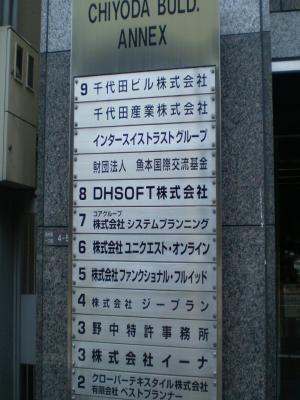 CHIYODA BULD.
ANNEX
9 千代田ビル株式会社
千代田産業株式会社
インタースイストラストグループ
財団法人 魚本国際交流基金
8 DHSOFT株式会社
コアグループ
7 株式会社 システムプランニング
6 株式会社 ユニクエスト・オンライン
5 株式会社 ファンクショナル・フルイッド
4 株式会社 ジープラン
3 野中特許事務所
3 株式会社 イーナ
2 クローバーテキスタイル株式会社
有限会社 ベストプランナー